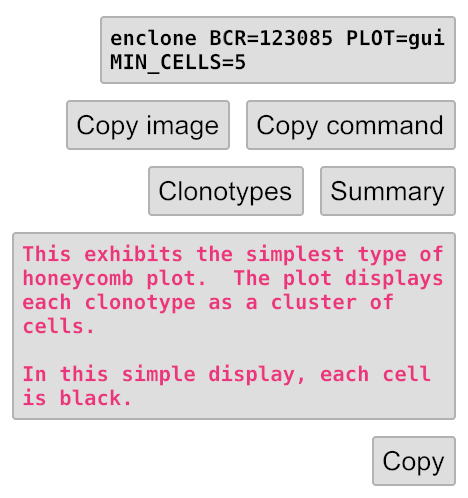 enclone BCR=123085 PLOT=gui
MIN_CELLS=5
Copy image
Copy command
Clonotypes
Summary
This exhibits the simplest type of
honeycomb plot.  The plot displays
each clonotype as a cluster of
cells.
In this simple display, each cell
is black.
Copy